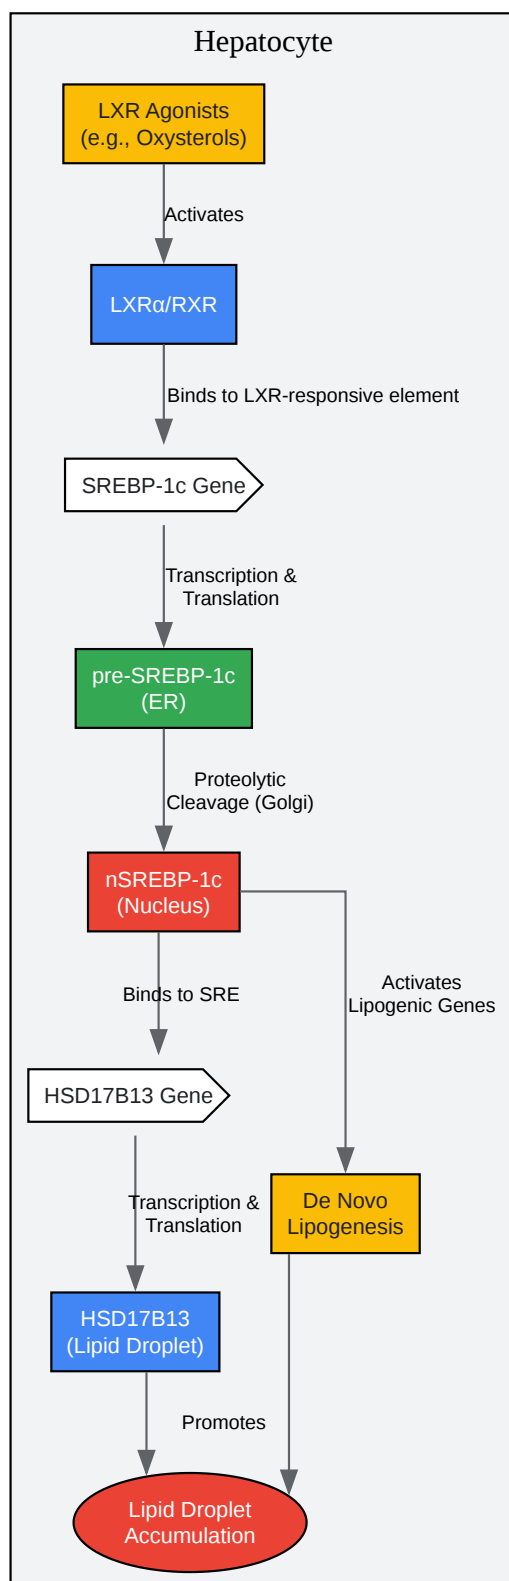 Hepatocyte
LXR Agonists
(e.g., Oxysterols)
Activates
LXRα/RXR
Binds to LXR-responsive element
SREBP-1c Gene
Transcription &
Translation
pre-SREBP-1c
(ER)
Proteolytic
Cleavage (Golgi)
nSREBP-1c
(Nucleus)
Binds to SRE
Activates
Lipogenic Genes
HSD17B13 Gene
Transcription &
Translation
De Novo
Lipogenesis
HSD17B13
(Lipid Droplet)
Promotes
Lipid Droplet
Accumulation